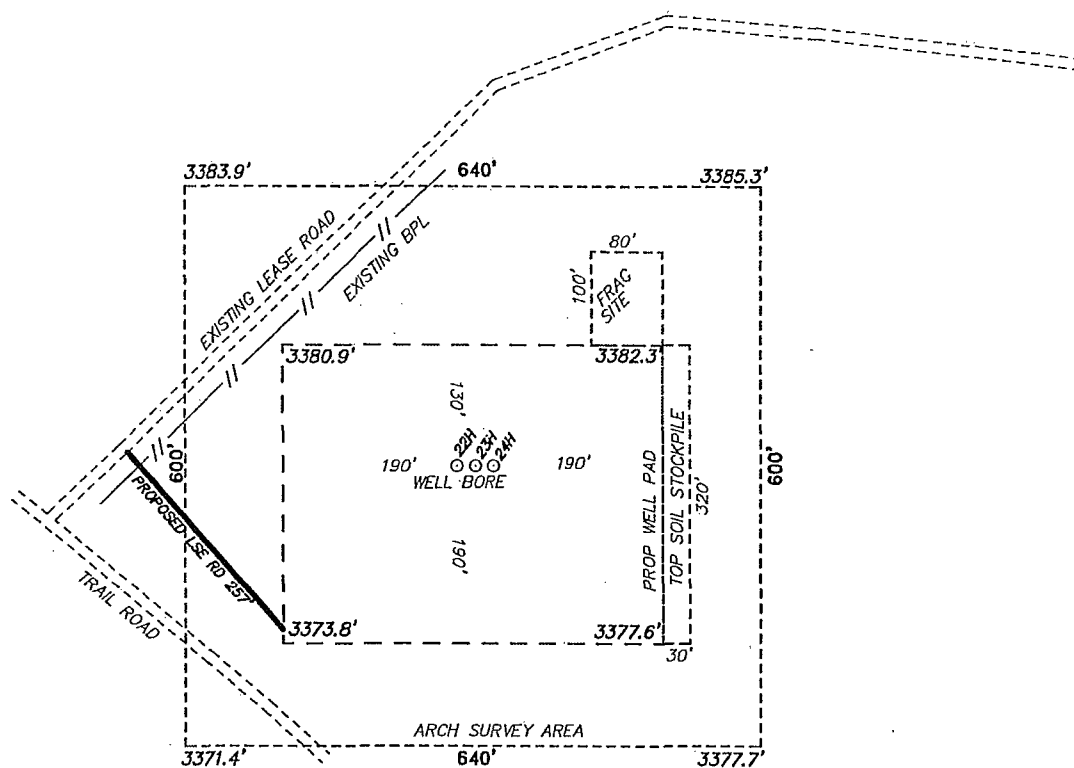 3383.9'
640'
3385.3'
EXISTING LEASE ROAD
EXISTING BPL
80'
100'
FRAC
SITE
3380.9'
3382.3'
130'
22H
23H
24H
190'
190'
WELL BORE
190'
600'
600'
PROP WELL PAD
TOP SOIL STOCKPILE
320'
PROPOSED LSE RD 257'
TRAIL ROAD
3373.8'
3377.6'
30'
ARCH SURVEY AREA
3371.4'
640'
3377.7'